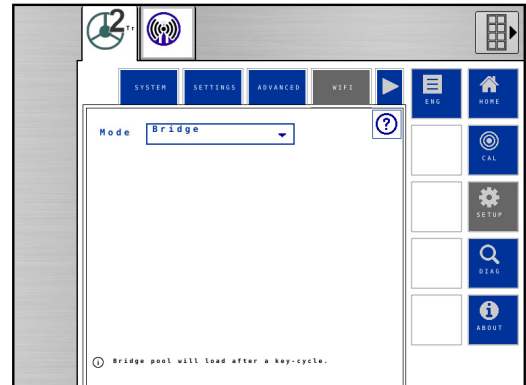 2 Tr
SYSTEM SETTINGS ADVANCED WIFI
ENG HOME
Mode Bridge
?
CAL
SETUP
DIAG
i
ABOUT
i Bridge pool will load after a key-cycle.